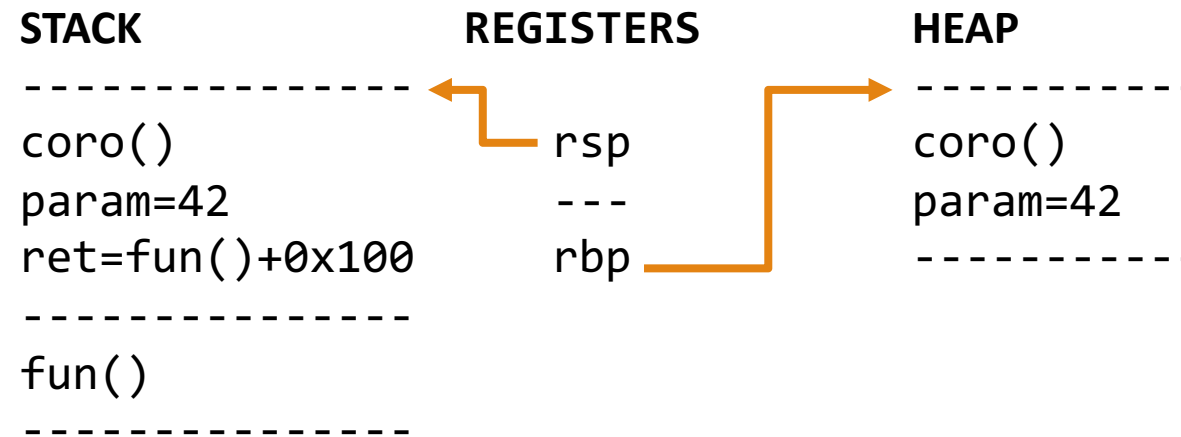 STACK REGISTERS HEAP
--------------- ----------
coro() rsp coro()
param=42 --- param=42
ret=fun()+0x100 rbp ----------
---------------
fun()
---------------